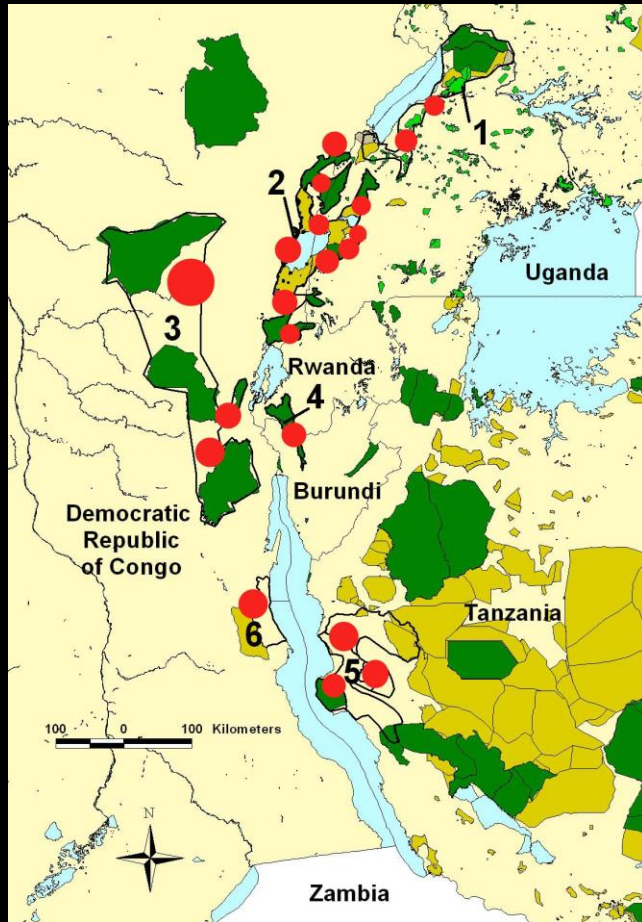 1
2
Uganda
3
Rwanda
4
Burundi
Democratic
Republic
of Congo
Tanzania
6
5
100 0 100 Kilometers
N
Zambia